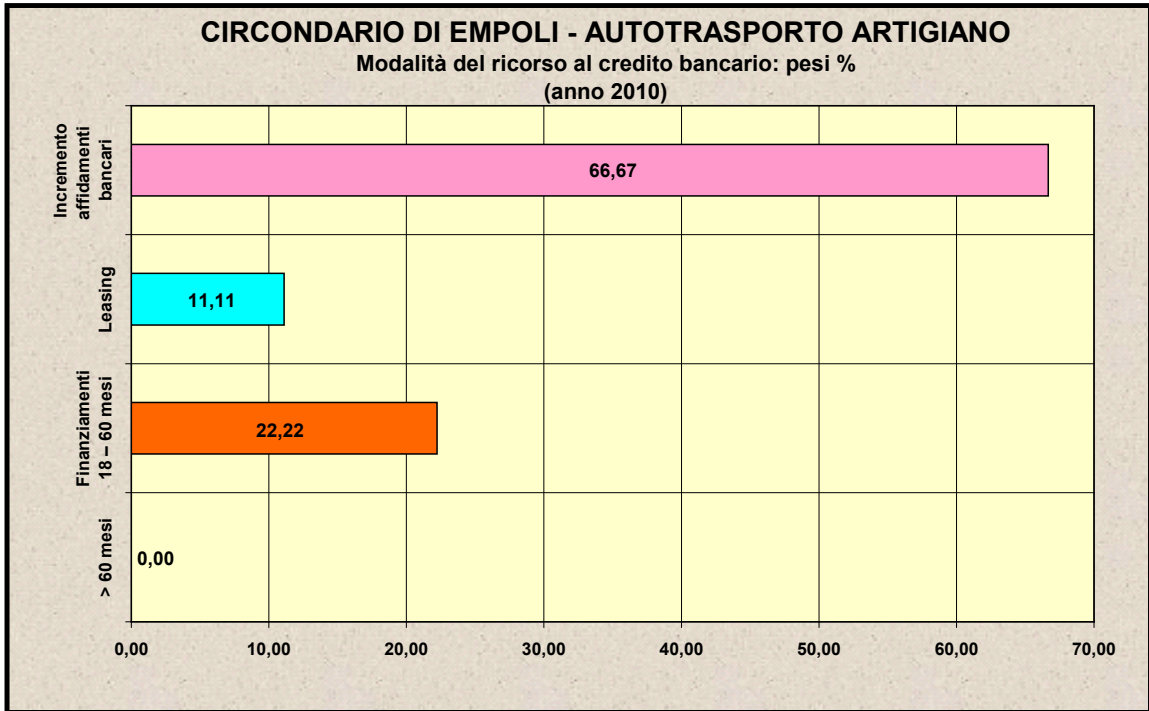 CIRCONDARIO DI EMPOLI - AUTOTRASPORTO ARTIGIANO
Modalità del ricorso al credito bancario: pesi %
(anno 2010)
Incremento
affidamenti
bancari
66,67
Leasing
11,11
Finanziamenti
18 – 60 mesi
22,22
> 60 mesi
0,00
0,00 10,00 20,00 30,00 40,00 50,00 60,00 70,00